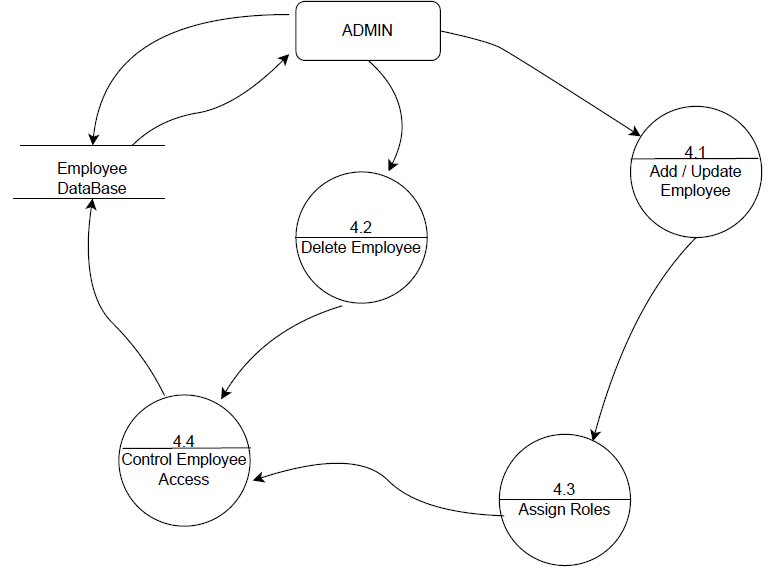 ADMIN
Employee
DataBase
4.1
Add / Update
Employee
4.2
Delete Employee
4.4
Control Employee
Access
4.3
Assign Roles